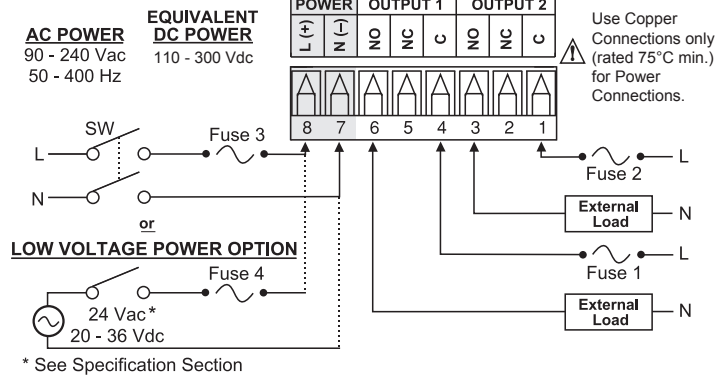 AC POWER
90 - 240 Vac
50 - 400 Hz
EQUIVALENT
DC POWER
110 - 300 Vdc
POWER OUTPUT 1 OUTPUT 2
L (+) N (–) NO NC C NO NC C
8 7 6 5 4 3 2 1
Use Copper
Connections only
(rated 75°C min.)
for Power
Connections.
SW
Fuse 3
L
N
or
LOW VOLTAGE POWER OPTION
Fuse 4
24 Vac*
20 - 36 Vdc
* See Specification Section
L
Fuse 2
External
Load
N
L
Fuse 1
External
Load
N